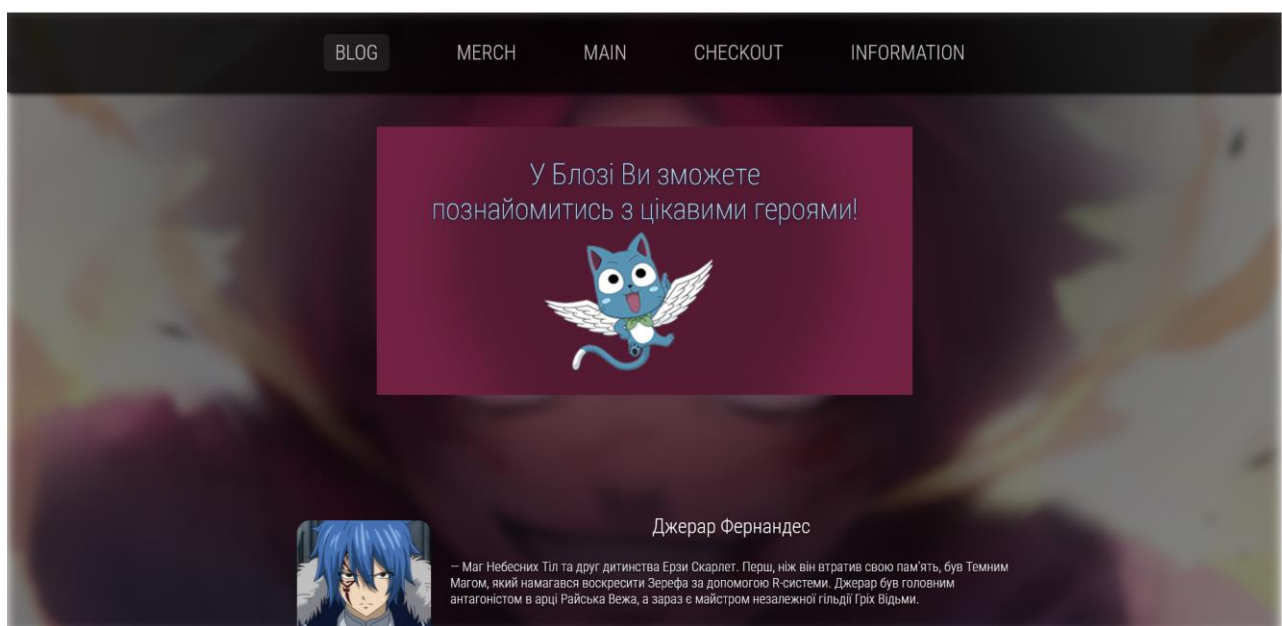 BLOG MERCH MAIN CHECKOUT INFORMATION
У Блозі Ви зможете
познайомитись з цікавими героями!
Джерар Фернандес
— Маг Небесних Тіл та друг дитинства Ерзи Скарлет. Перш, ніж він втратив свою пам'ять, був Темним
Магом, який намагався воскресити Зерефа за допомогою R-системи. Джерар був головним
антагоністом в арці Райська Вежа, а зараз є майстром незалежної гільдії Гріх Відьми.